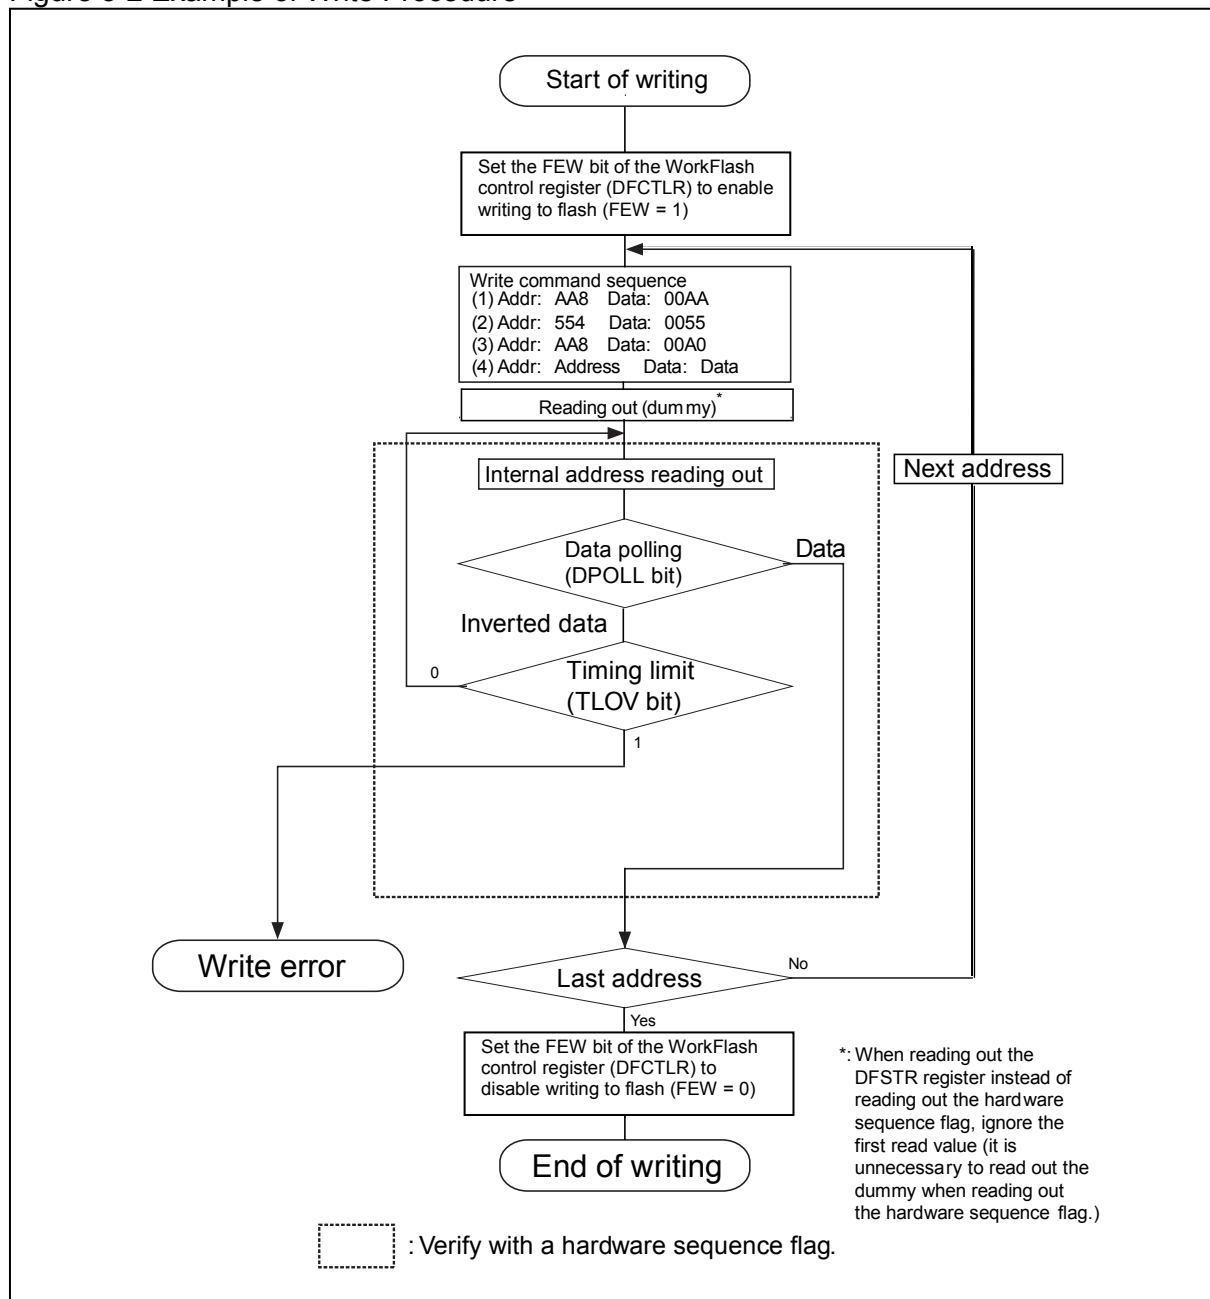 Figure 3-2 Example of Write Procedure
Start of writing
Set the FEW bit of the WorkFlash
control register (DFCTLR) to enable
writing to flash (FEW = 1)
Write command sequence
(1) Addr: AA8 Data: 00AA
(2) Addr: 554 Data: 0055
(3) Addr: AA8 Data: 00A0
(4) Addr: Address Data: Data
Reading out (dummy)*
Internal address reading out
Next address
Data polling
(DPOLL bit)
Data
Inverted data
Timing limit
(TLOV bit)
0
1
Write error
Last address
No
Yes
Set the FEW bit of the WorkFlash
control register (DFCTLR) to
disable writing to flash (FEW = 0)
End of writing
*: When reading out the
DFSTR register instead of
reading out the hardware
sequence flag, ignore the
first read value (it is
unnecessary to read out the
dummy when reading out
the hardware sequence flag.)
: Verify with a hardware sequence flag.